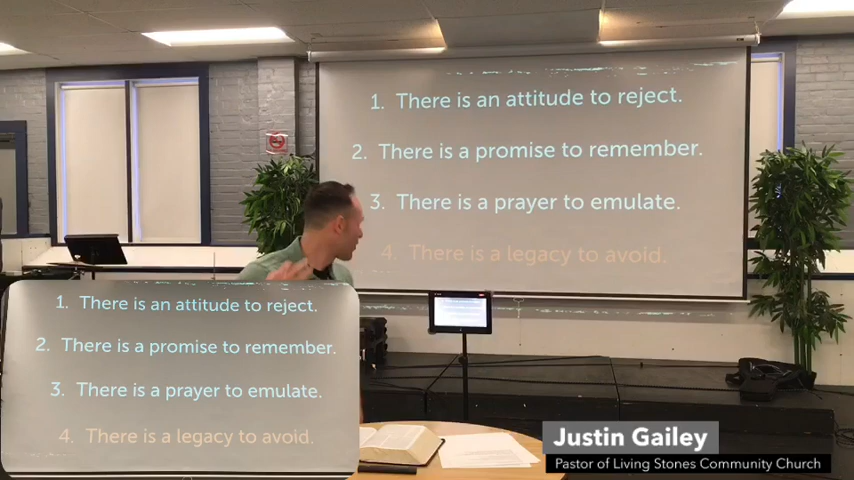 1. There is an attitude to reject.
2. There is a promise to remember.
3. There is a prayer to emulate.
4. There is a legacy to avoid.
1. There is an attitude to reject.
2. There is a promise to remember.
3. There is a prayer to emulate.
4. There is a legacy to avoid.
Justin Gailey
Pastor of Living Stones Community Church